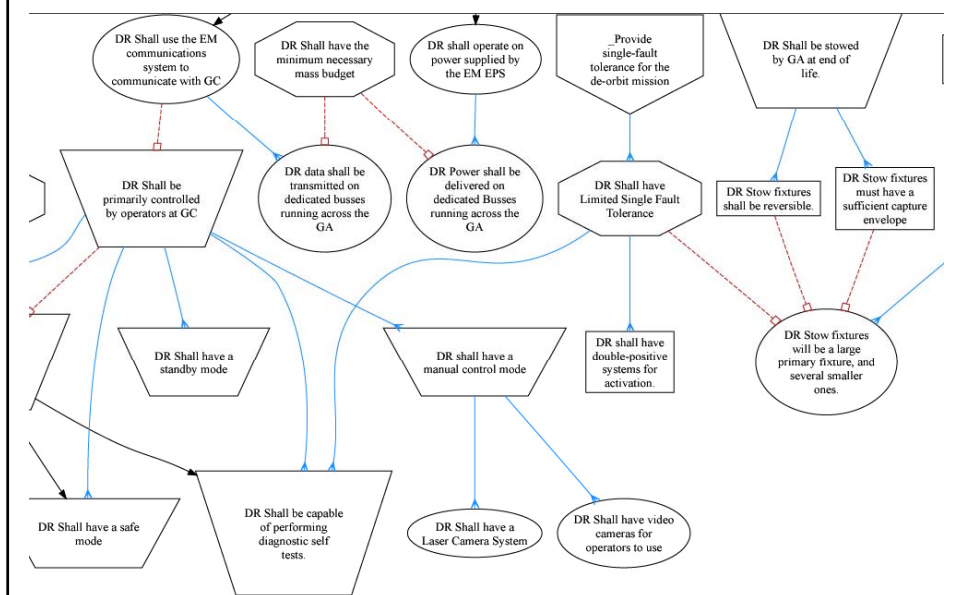 DR Shall use the EM
communications
system to
communicate with GC
DR Shall have the
minimum necessary
mass budget
DR shall operate on
power supplied by
the EM EPS
_Provide
single-fault
tolerance for the
de-orbit mission
DR Shall be stowed
by GA at end of
life.
DR Shall be
primarily controlled
by operators at GC
DR data shall be
transmitted on
dedicated busses
running across the
GA
DR Power shall be
delivered on
dedicated Busses
running across the
GA
DR Shall have
Limited Single Fault
Tolerance
DR Stow fixtures
shall be reversible.
DR Stow fixtures
must have a
sufficient capture
envelope
DR Shall have a
standby mode
DR shall have a
manual control mode
DR shall have
double-positive
systems for
activation.
DR Stow fixtures
will be a large
primary fixture, and
several smaller
ones.
DR Shall have a safe
mode
DR Shall be capable
of performing
diagnostic self
tests.
DR Shall have a
Laser Camera System
DR Shall have video
cameras for
operators to use